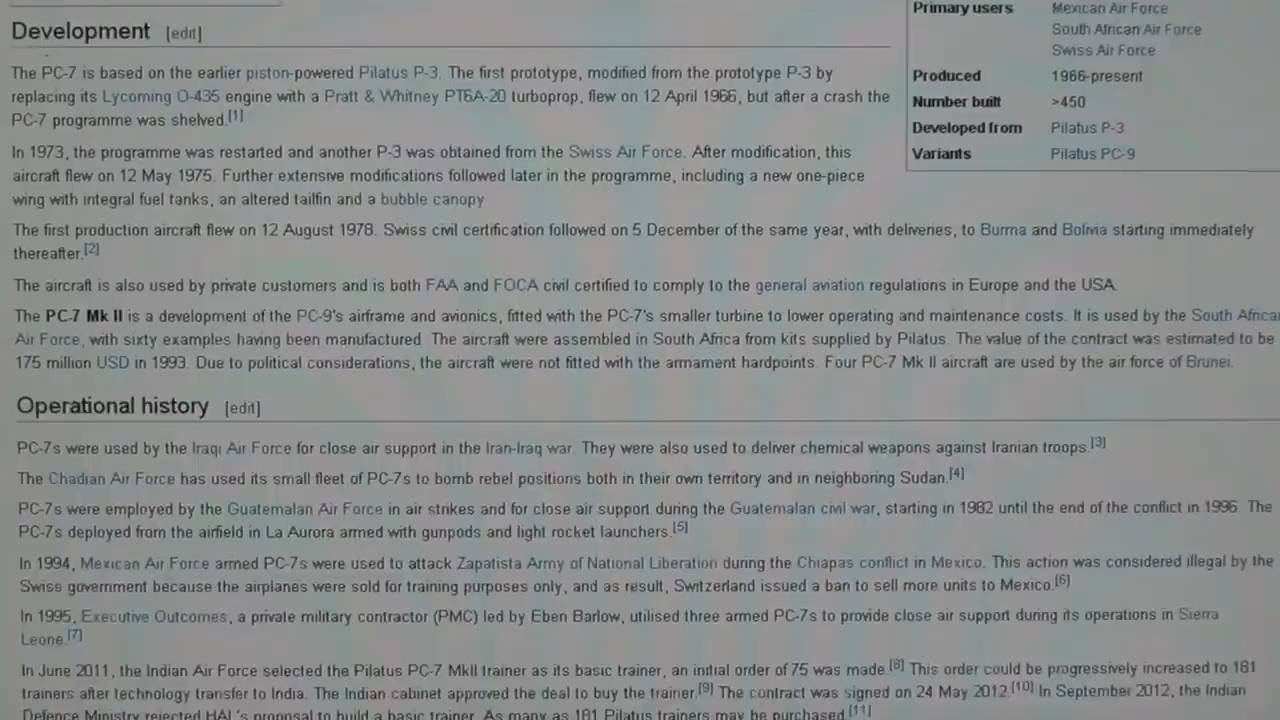 Primary users Mexican Air Force
South African Air Force
Swiss Air Force
Produced 1966-present
Number built >450
Developed from Pilatus P-3
Variants Pilatus PC-9
Development [edit]
The PC-7 is based on the earlier piston-powered Pilatus P-3. The first prototype, modified from the prototype P-3 by
replacing its Lycoming O-435 engine with a Pratt & Whitney PT6A-20 turboprop, flew on 12 April 1966, but after a crash the
PC-7 programme was shelved.[1]
In 1973, the programme was restarted and another P-3 was obtained from the Swiss Air Force. After modification, this
aircraft flew on 12 May 1975. Further extensive modifications followed later in the programme, including a new one-piece
wing with integral fuel tanks, an altered tailfin and a bubble canopy
The first production aircraft flew on 12 August 1978. Swiss civil certification followed on 5 December of the same year, with deliveries, to Burma and Bolivia starting immediately
thereafter.[2]
The aircraft is also used by private customers and is both FAA and FOCA civil certified to comply to the general aviation regulations in Europe and the USA.
The PC-7 Mk II is a development of the PC-9's airframe and avionics, fitted with the PC-7's smaller turbine to lower operating and maintenance costs. It is used by the South Africa
Air Force, with sixty examples having been manufactured. The aircraft were assembled in South Africa from kits supplied by Pilatus. The value of the contract was estimated to be
175 million USD in 1993. Due to political considerations, the aircraft were not fitted with the armament hardpoints. Four PC-7 Mk II aircraft are used by the air force of Brunei.
Operational history [edit]
PC-7s were used by the Iraqi Air Force for close air support in the Iran-Iraq war. They were also used to deliver chemical weapons against Iranian troops.[3]
The Chadian Air Force has used its small fleet of PC-7s to bomb rebel positions both in their own territory and in neighboring Sudan.[4]
PC-7s were employed by the Guatemalan Air Force in air strikes and for close air support during the Guatemalan civil war, starting in 1982 until the end of the conflict in 1996. The
PC-7s deployed from the airfield in La Aurora armed with gunpods and light rocket launchers.[5]
In 1994, Mexican Air Force armed PC-7s were used to attack Zapatista Army of National Liberation during the Chiapas conflict in Mexico. This action was considered illegal by the
Swiss government because the airplanes were sold for training purposes only, and as result, Switzerland issued a ban to sell more units to Mexico.[6]
In 1995, Executive Outcomes, a private military contractor (PMC) led by Eben Barlow, utilised three armed PC-7s to provide close air support during its operations in Sierra
Leone.[7]
In June 2011, the Indian Air Force selected the Pilatus PC-7 MkII trainer as its basic trainer, an initial order of 75 was made.[8] This order could be progressively increased to 181
trainers after technology transfer to India. The Indian cabinet approved the deal to buy the trainer.[9] The contract was signed on 24 May 2012.[10] In September 2012, the Indian
Defence Ministry rejected HAL's proposal to build a basic trainer. As many as 181 Pilatus trainers may be purchased.[11]